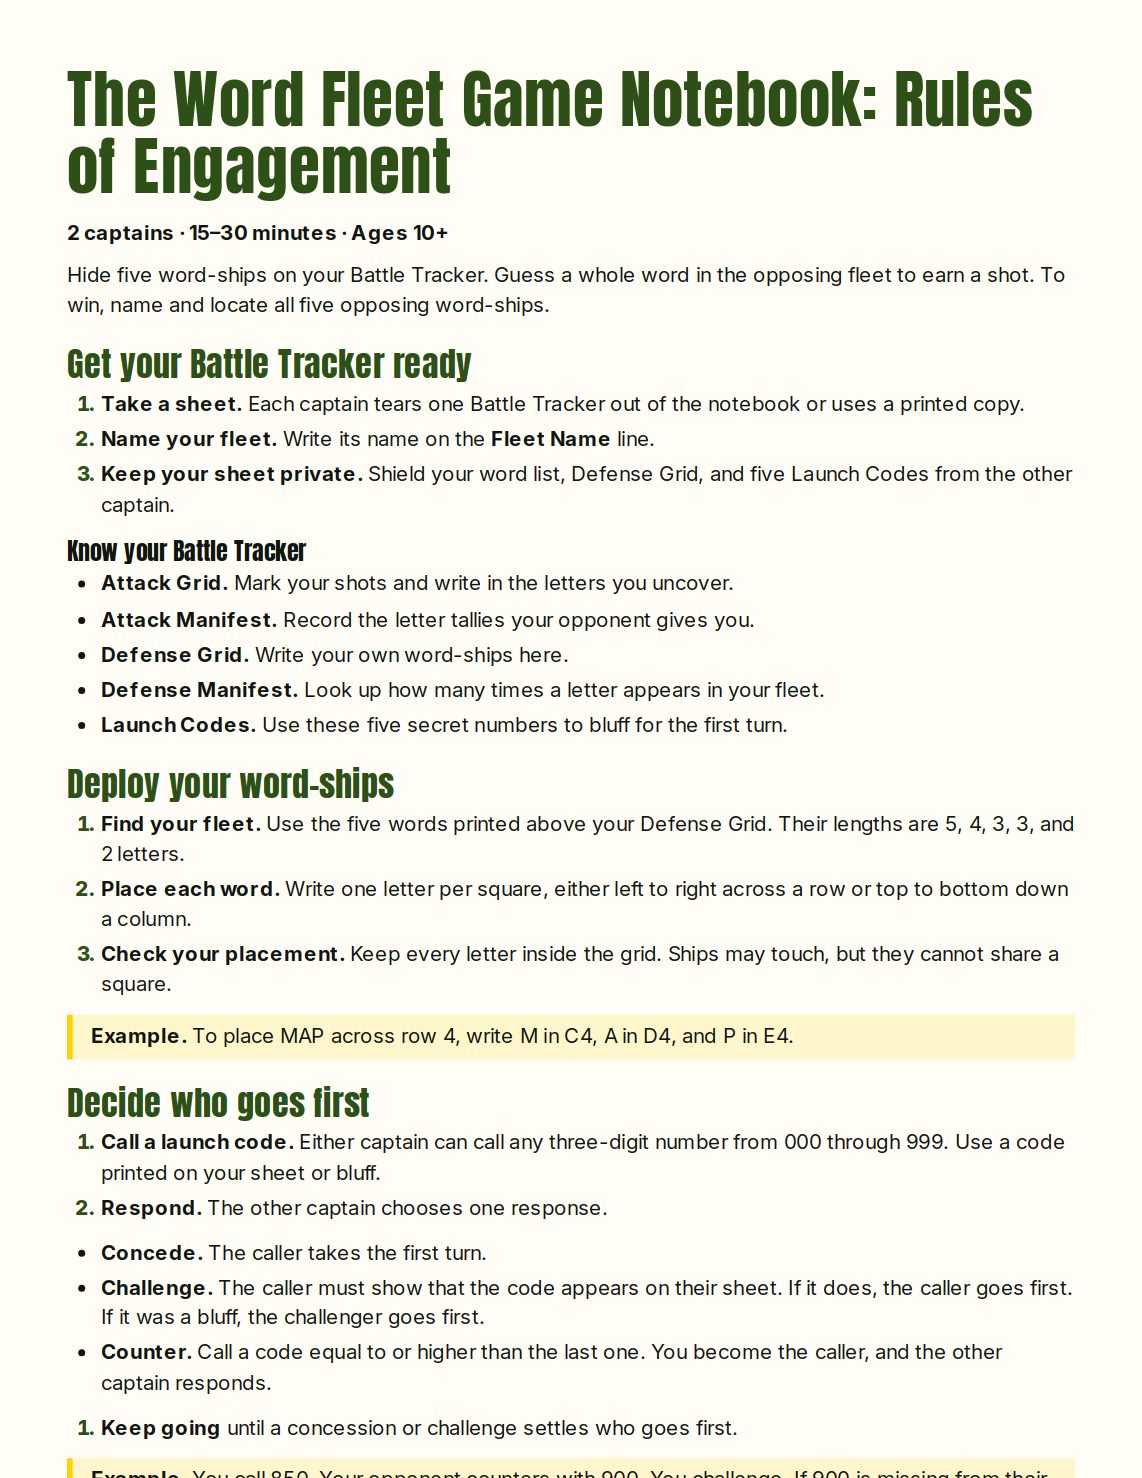 The Word Fleet Game Notebook: Rules
of Engagement
2 captains · 15–30 minutes · Ages 10+
Hide five word-ships on your Battle Tracker. Guess a whole word in the opposing fleet to earn a shot. To
win, name and locate all five opposing word-ships.
Get your Battle Tracker ready
1. Take a sheet. Each captain tears one Battle Tracker out of the notebook or uses a printed copy.
2. Name your fleet. Write its name on the Fleet Name line.
3. Keep your sheet private. Shield your word list, Defense Grid, and five Launch Codes from the other
captain.
Know your Battle Tracker
• Attack Grid. Mark your shots and write in the letters you uncover.
• Attack Manifest. Record the letter tallies your opponent gives you.
• Defense Grid. Write your own word-ships here.
• Defense Manifest. Look up how many times a letter appears in your fleet.
• Launch Codes. Use these five secret numbers to bluff for the first turn.
Deploy your word-ships
1. Find your fleet. Use the five words printed above your Defense Grid. Their lengths are 5, 4, 3, 3, and
2 letters.
2. Place each word. Write one letter per square, either left to right across a row or top to bottom down
a column.
3. Check your placement. Keep every letter inside the grid. Ships may touch, but they cannot share a
square.
Example. To place MAP across row 4, write M in C4, A in D4, and P in E4.
Decide who goes first
1. Call a launch code. Either captain can call any three-digit number from 000 through 999. Use a code
printed on your sheet or bluff.
2. Respond. The other captain chooses one response.
• Concede. The caller takes the first turn.
• Challenge. The caller must show that the code appears on their sheet. If it does, the caller goes first.
If it was a bluff, the challenger goes first.
• Counter. Call a code equal to or higher than the last one. You become the caller, and the other
captain responds.
1. Keep going until a concession or challenge settles who goes first.
Example. You call 850. Your opponent counters with 900. You challenge. If 900 is missing from their